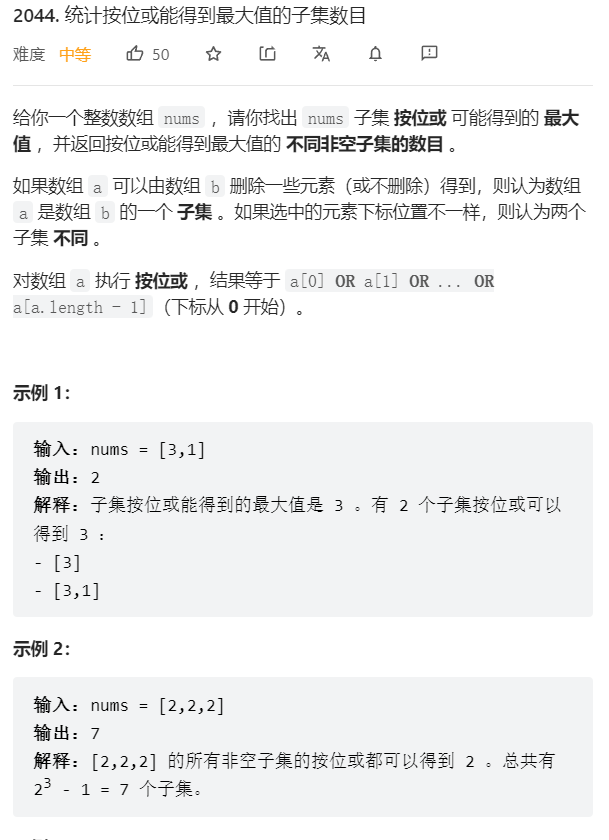 2044. 统计按位或能得到最大值的子集数目
难度 中等 50
给你一个整数数组 nums ，请你找出 nums 子集 按位或 可能得到的 最大
值 ，并返回按位或能得到最大值的 不同非空子集的数目 。
如果数组 a 可以由数组 b 删除一些元素（或不删除）得到，则认为数组
a 是数组 b 的一个 子集 。如果选中的元素下标位置不一样，则认为两个
子集 不同 。
对数组 a 执行 按位或 ，结果等于 a[0] OR a[1] OR ... OR
a[a.length - 1] （下标从 0 开始）。
示例 1：
输入：nums = [3,1]
输出：2
解释：子集按位或能得到的最大值是 3 。有 2 个子集按位或可以
得到 3 ：
- [3]
- [3,1]
示例 2：
输入：nums = [2,2,2]
输出：7
解释：[2,2,2] 的所有非空子集的按位或都可以得到 2 。总共有
2³ - 1 = 7 个子集。